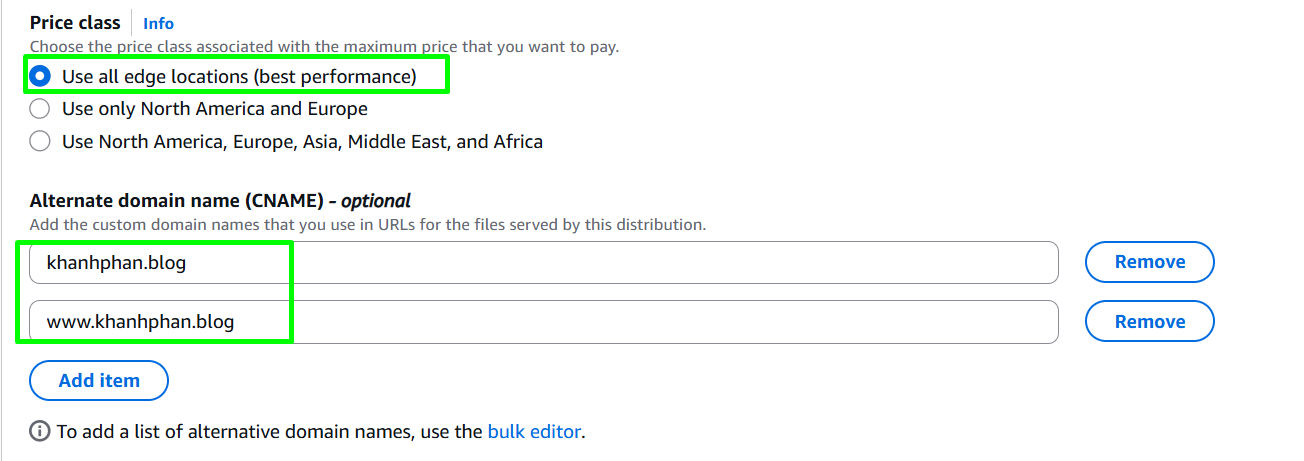 Price class Info
Choose the price class associated with the maximum price that you want to pay.
Use all edge locations (best performance)
Use only North America and Europe
Use North America, Europe, Asia, Middle East, and Africa
Alternate domain name (CNAME) - optional
Add the custom domain names that you use in URLs for the files served by this distribution.
khanhphan.blog Remove
www.khanhphan.blog Remove
Add item
To add a list of alternative domain names, use the bulk editor.